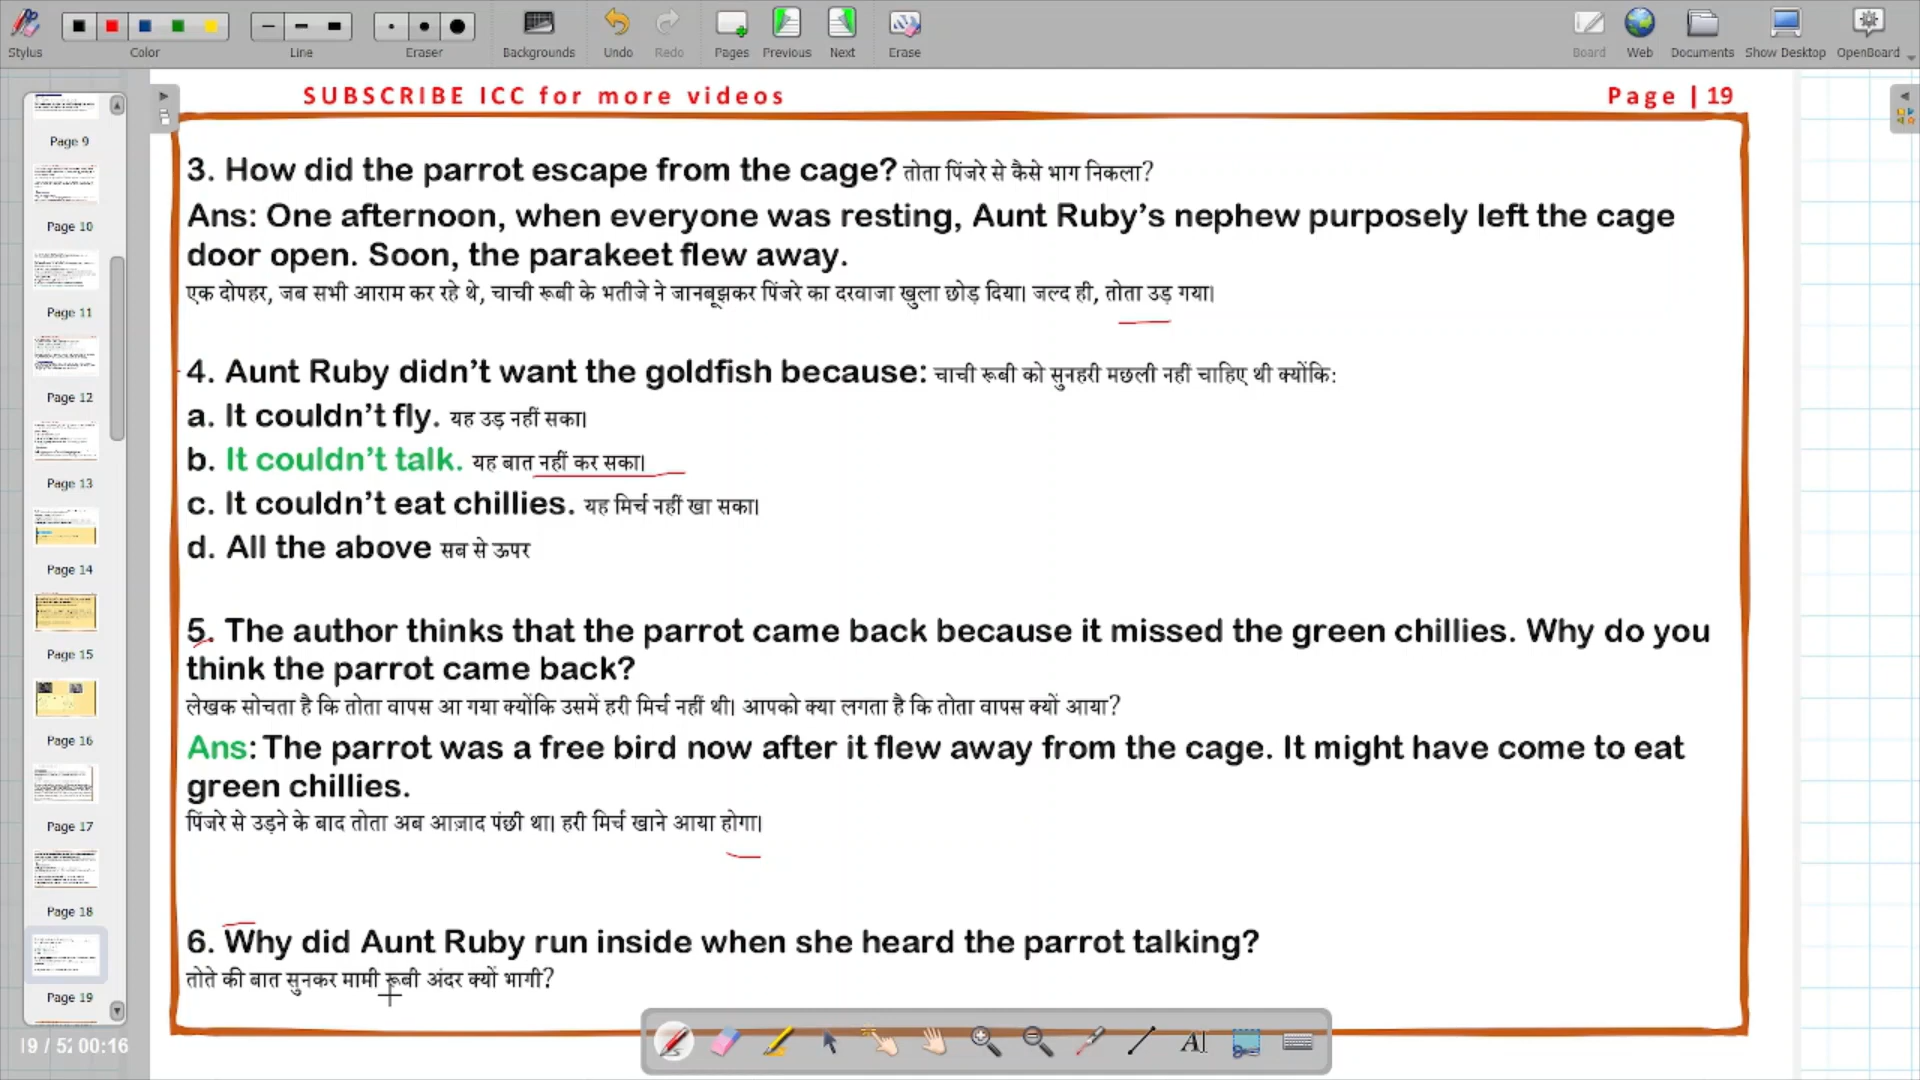 Stylus
Color
Line
Eraser
Backgrounds
Undo
Redo
Pages
Previous
Next
Erase
Board
Web
Documents
Show Desktop
OpenBoard
SUBSCRIBE ICC for more videos
Page | 19
3. How did the parrot escape from the cage? तोता पिंजरे से कैसे भाग निकला?
Ans: One afternoon, when everyone was resting, Aunt Ruby’s nephew purposely left the cage
door open. Soon, the parakeet flew away.
एक दोपहर, जब सभी आराम कर रहे थे, चाची रूबी के भतीजे ने जानबूझकर पिंजरे का दरवाजा खुला छोड़ दिया। जल्द ही, तोता उड़ गया।
4. Aunt Ruby didn’t want the goldfish because: चाची रूबी को सुनहरी मछली नहीं चाहिए थी क्योंकि:
a. It couldn’t fly. यह उड़ नहीं सका।
b. It couldn’t talk. यह बात नहीं कर सका।
c. It couldn’t eat chillies. यह मिर्च नहीं खा सका।
d. All the above सब से ऊपर
5. The author thinks that the parrot came back because it missed the green chillies. Why do you
think the parrot came back?
लेखक सोचता है कि तोता वापस आ गया क्योंकि उसमें हरी मिर्च नहीं थी। आपको क्या लगता है कि तोता वापस क्यों आया?
Ans: The parrot was a free bird now after it flew away from the cage. It might have come to eat
green chillies.
पिंजरे से उड़ने के बाद तोता अब आज़ाद पंछी था। हरी मिर्च खाने आया होगा।
6. Why did Aunt Ruby run inside when she heard the parrot talking?
तोते की बात सुनकर मामी रूबी अंदर क्यों भागी?
Page 9
Page 10
Page 11
Page 12
Page 13
Page 14
Page 15
Page 16
Page 17
Page 18
Page 19
00:16